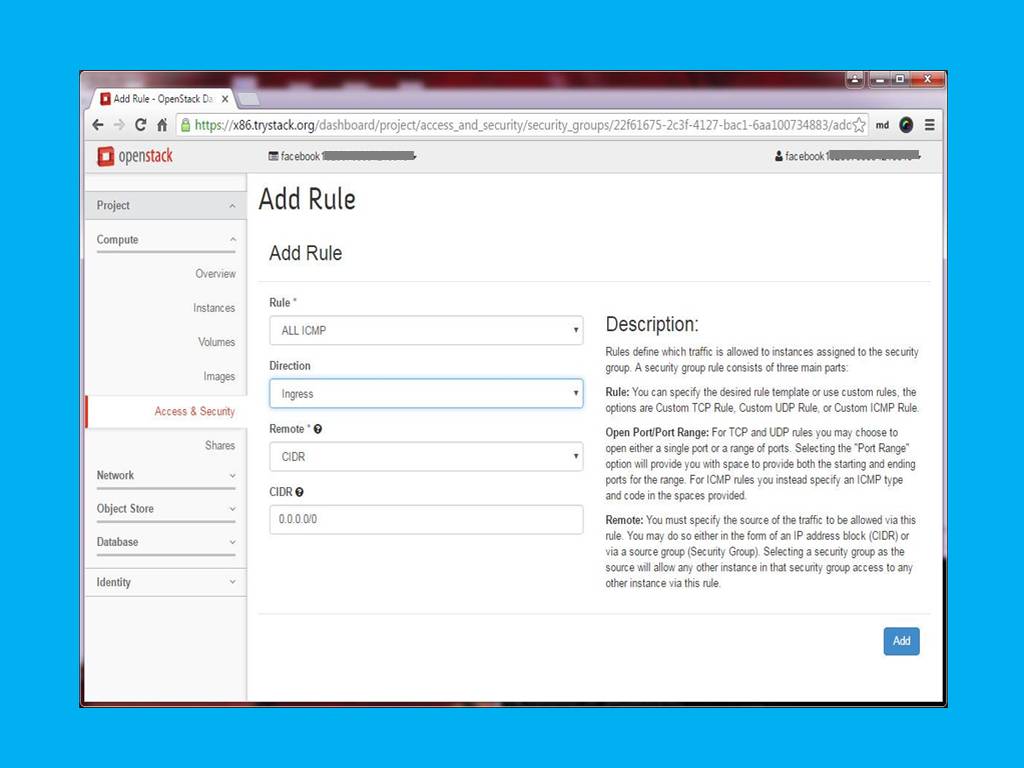 Add Rule - OpenStack Da
https://x86.trystack.org/dashboard/project/access_and_security/security_groups/22f61675-2c3f-4127-bac1-6aa100734883/adc
md
openstack
facebook1
facebook1
Project
Compute
Overview
Instances
Volumes
Images
Access & Security
Shares
Network
Object Store
Database
Identity
Add Rule
Add Rule
Rule *
ALL ICMP
Direction
Ingress
Remote *
CIDR
CIDR
0.0.0.0/0
Description:
Rules define which traffic is allowed to instances assigned to the security
group. A security group rule consists of three main parts:
Rule: You can specify the desired rule template or use custom rules, the
options are Custom TCP Rule, Custom UDP Rule, or Custom ICMP Rule.
Open Port/Port Range: For TCP and UDP rules you may choose to
open either a single port or a range of ports. Selecting the "Port Range"
option will provide you with space to provide both the starting and ending
ports for the range. For ICMP rules you instead specify an ICMP type
and code in the spaces provided.
Remote: You must specify the source of the traffic to be allowed via this
rule. You may do so either in the form of an IP address block (CIDR) or
via a source group (Security Group). Selecting a security group as the
source will allow any other instance in that security group access to any
other instance via this rule.
Add